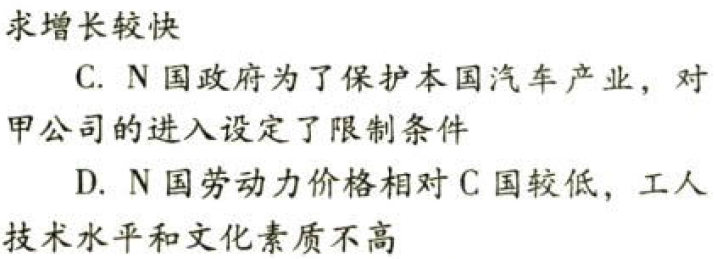 求增长较快
C. N国政府为了保护本国汽车产业，对
甲公司的进入设定了限制条件
D. N国劳动力价格相对C国较低，工人
技术水平和文化素质不高